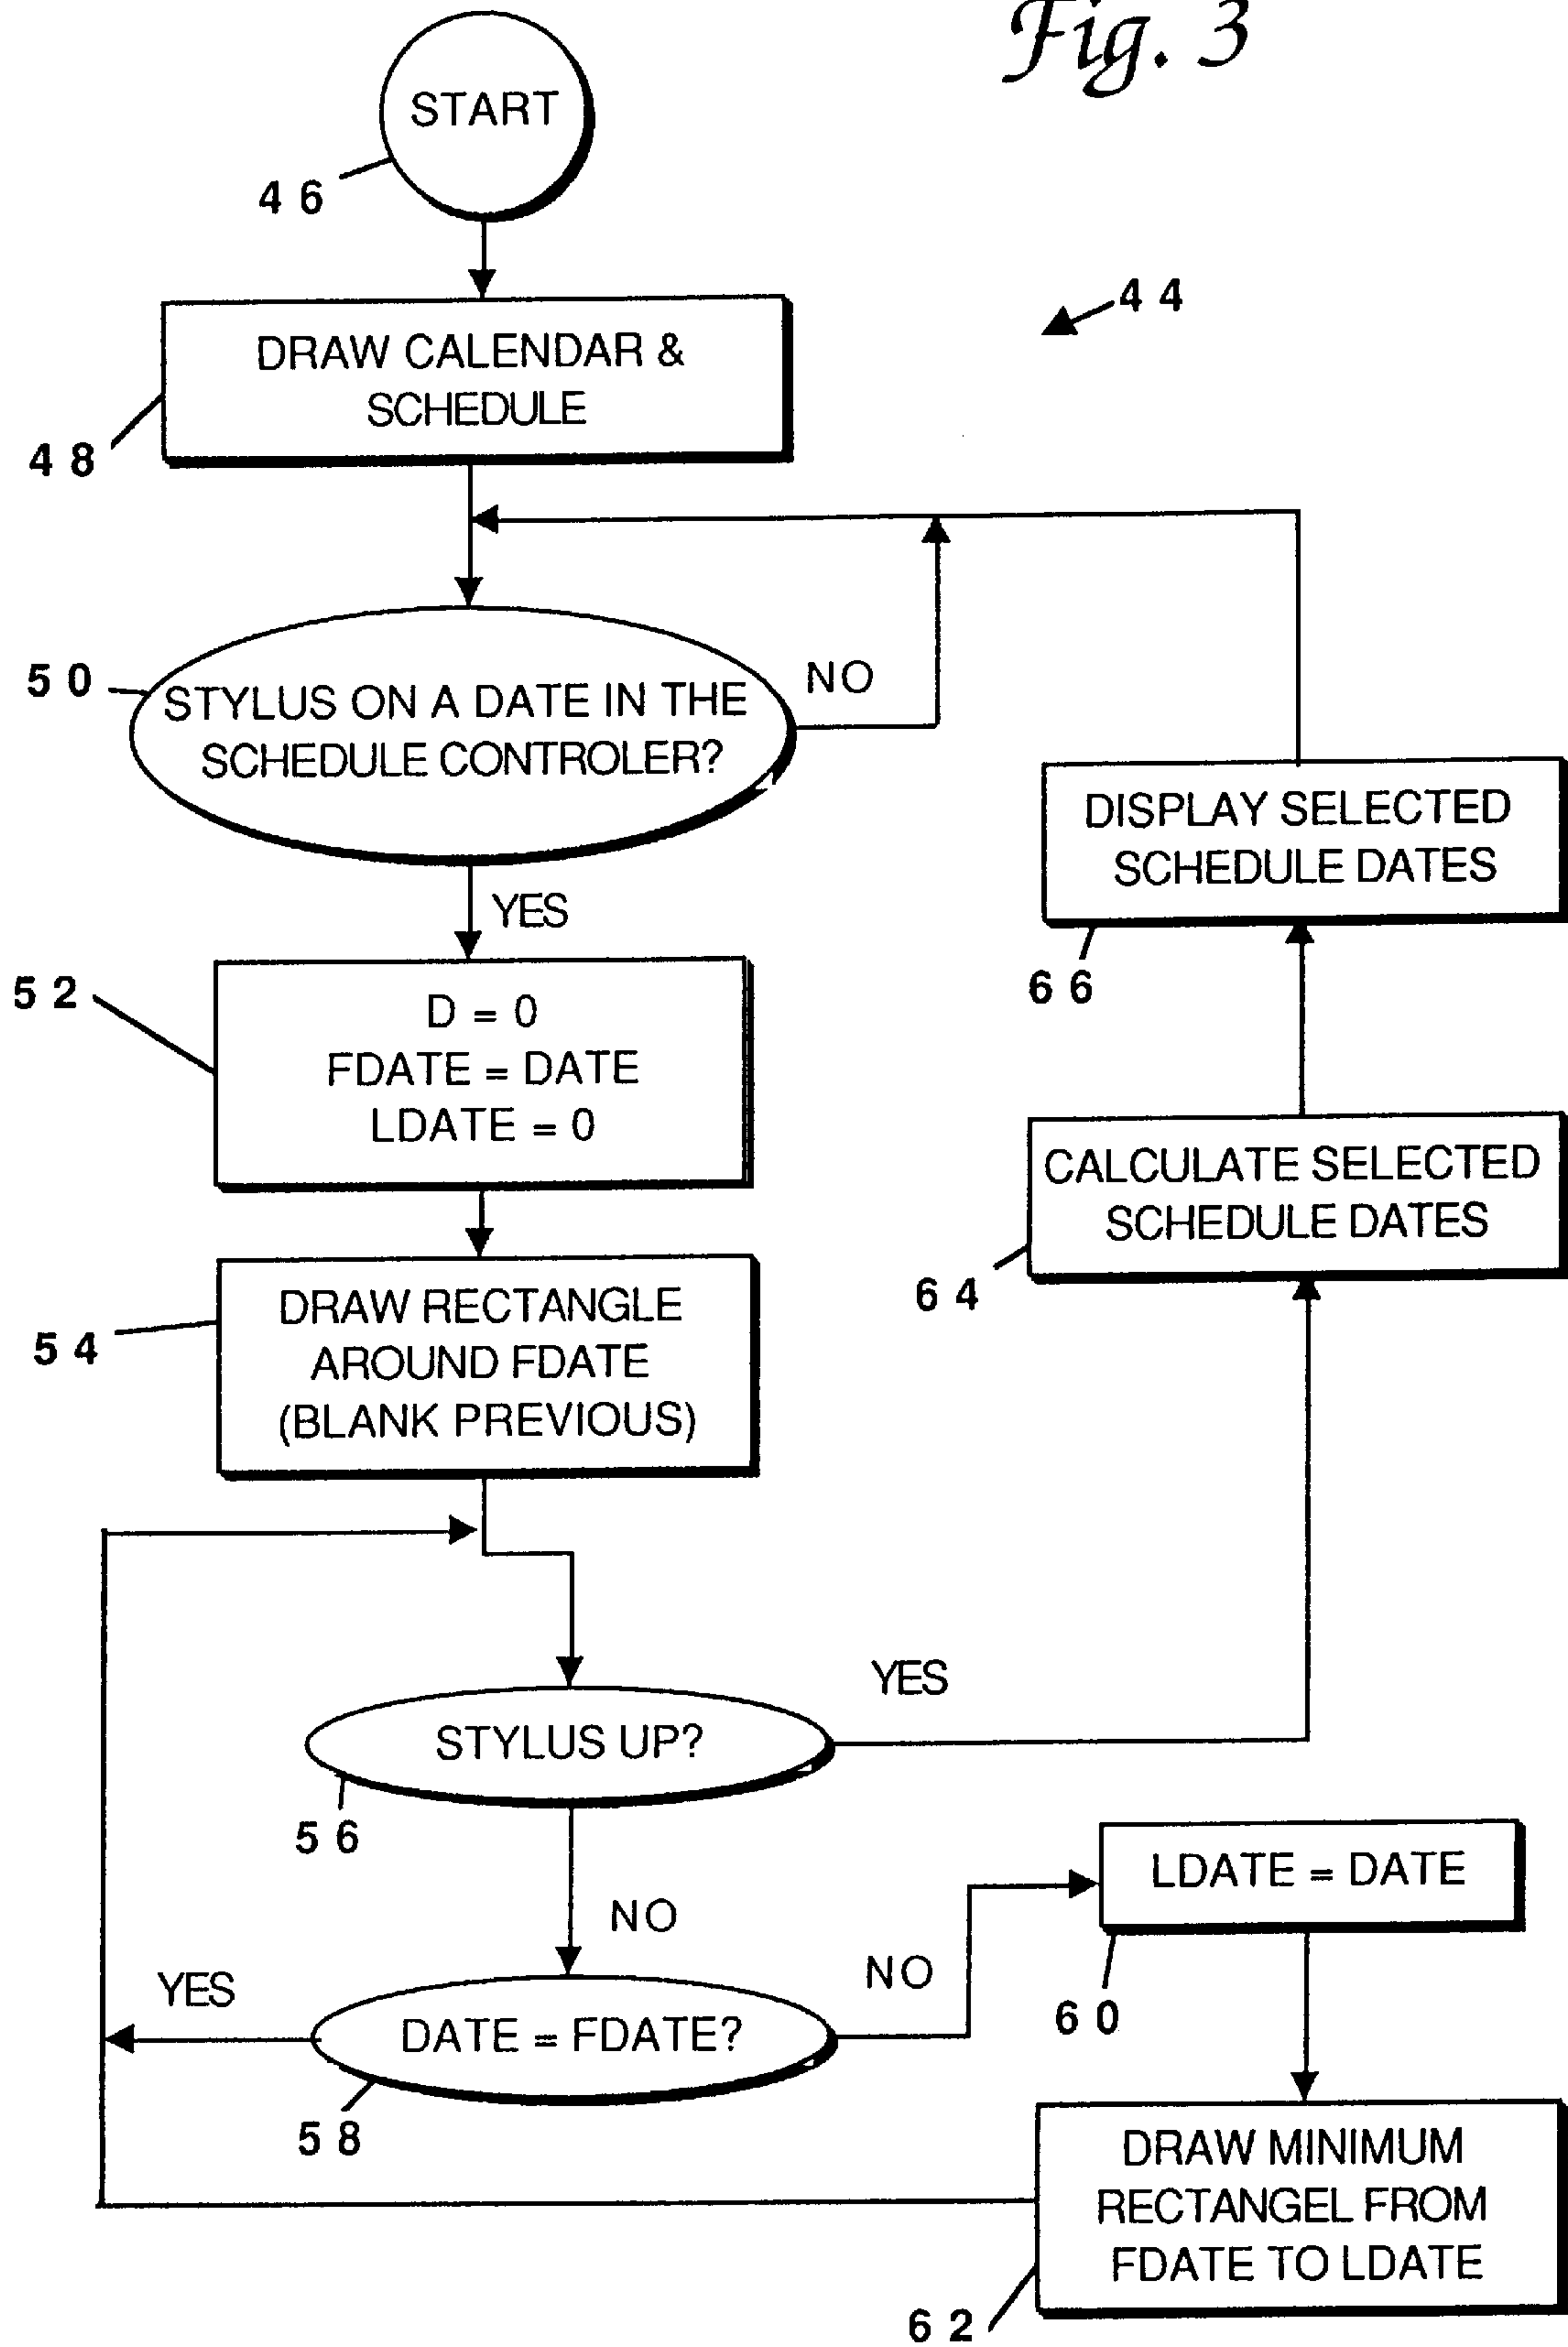 Fig. 3
START
46
44
DRAW CALENDAR &
SCHEDULE
48
50
STYLUS ON A DATE IN THE
SCHEDULE CONTROLER?
NO
YES
52
D = 0
FDATE = DATE
LDATE = 0
54
DRAW RECTANGLE
AROUND FDATE
(BLANK PREVIOUS)
STYLUS UP?
YES
56
NO
DATE = FDATE?
YES
NO
58
LDATE = DATE
60
DRAW MINIMUM
RECTANGEL FROM
FDATE TO LDATE
62
CALCULATE SELECTED
SCHEDULE DATES
64
DISPLAY SELECTED
SCHEDULE DATES
66